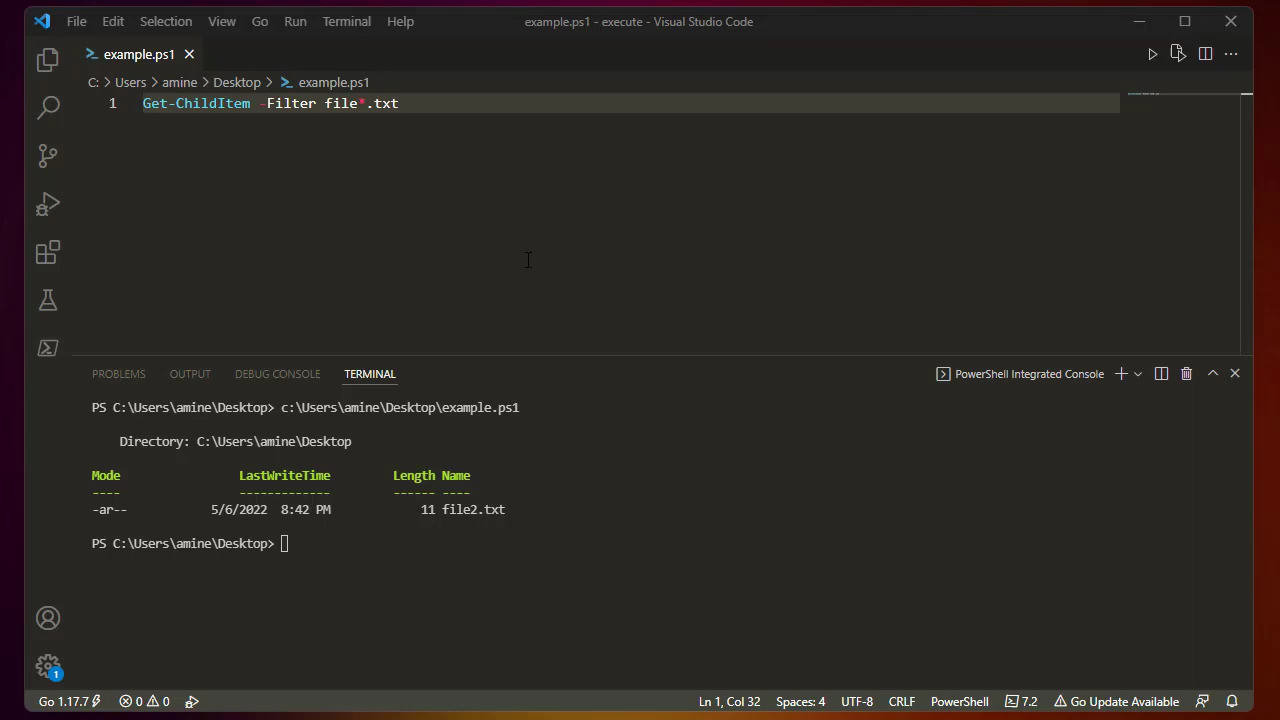 File Edit Selection View Go Run Terminal Help example.ps1 - execute - Visual Studio Code
example.ps1
C: > Users > amine > Desktop > example.ps1
1 Get-ChildItem -Filter file*.txt
PROBLEMS OUTPUT DEBUG CONSOLE TERMINAL PowerShell Integrated Console
PS C:\Users\amine\Desktop> c:\Users\amine\Desktop\example.ps1
Directory: C:\Users\amine\Desktop
Mode LastWriteTime Length Name
---- ------------- ------ ----
-ar-- 5/6/2022 8:42 PM 11 file2.txt
PS C:\Users\amine\Desktop>
1
Go 1.17.7 0 0 Ln 1, Col 32 Spaces: 4 UTF-8 CRLF PowerShell 7.2 Go Update Available